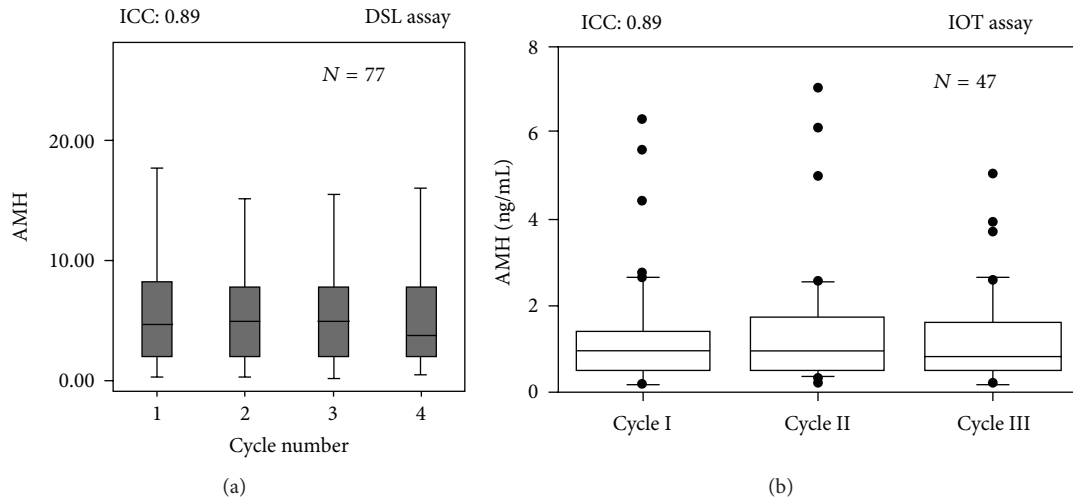 ICC: 0.89 DSL assay
N = 77
20.00
10.00
0.00
AMH
1 2 3 4
Cycle number
(a)
ICC: 0.89 IOT assay
N = 47
8
6
4
2
0
AMH (ng/mL)
Cycle I Cycle II Cycle III
(b)